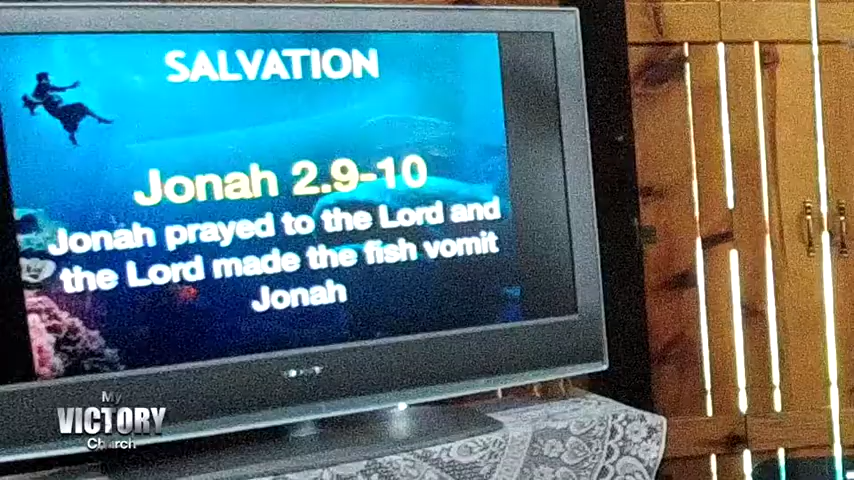 SALVATION
Jonah 2.9-10
Jonah prayed to the Lord and
the Lord made the fish vomit
Jonah
SONY
My
VICTORY
Church